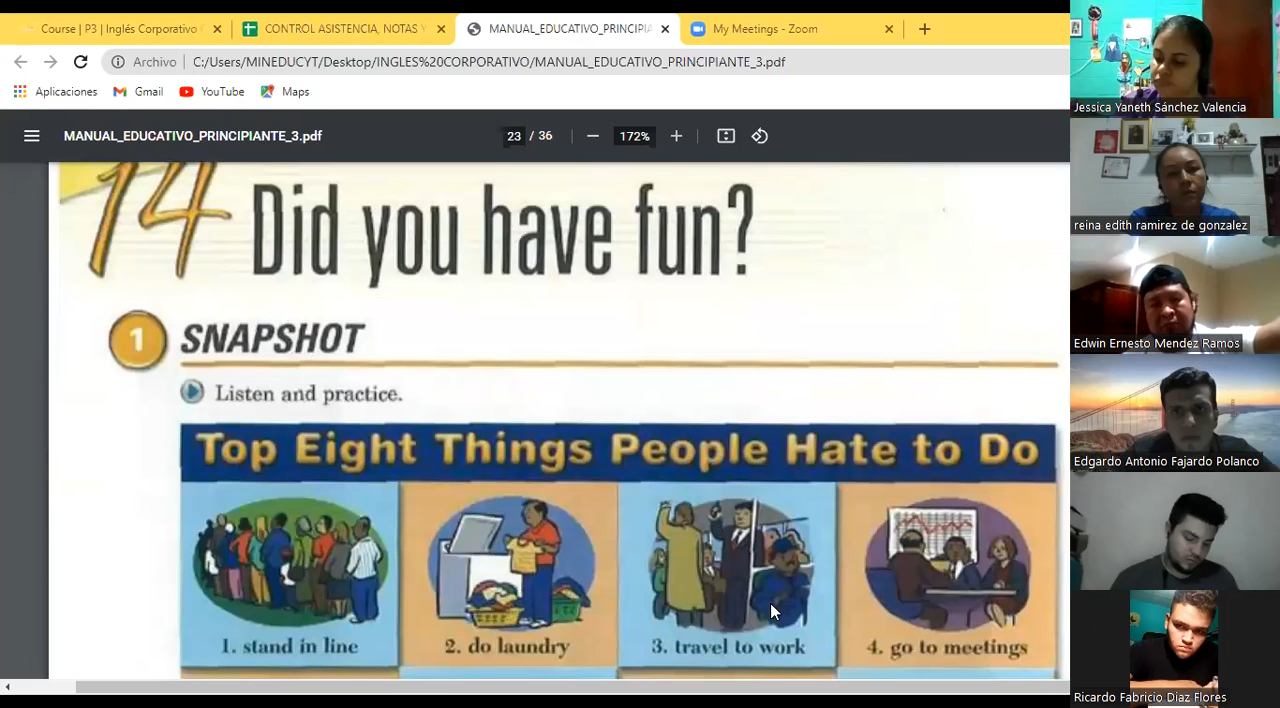 Course | P3 | Inglés Corporativo
CONTROL ASISTENCIA, NOTAS Y
MANUAL_EDUCATIVO_PRINCIPIA
My Meetings - Zoom
Archivo
C:/Users/MINEDUCYT/Desktop/INGLES%20CORPORATIVO/MANUAL_EDUCATIVO_PRINCIPIANTE_3.pdf
Aplicaciones
Gmail
YouTube
Maps
MANUAL_EDUCATIVO_PRINCIPIANTE_3.pdf
23 / 36
172%
14 Did you have fun?
1 SNAPSHOT
Listen and practice.
Top Eight Things People Hate to Do
1. stand in line
2. do laundry
3. travel to work
4. go to meetings
Jessica Yaneth Sánchez Valencia
reina edith ramirez de gonzalez
Edwin Ernesto Mendez Ramos
Edgardo Antonio Fajardo Polanco
Ricardo Fabricio Diaz Flores